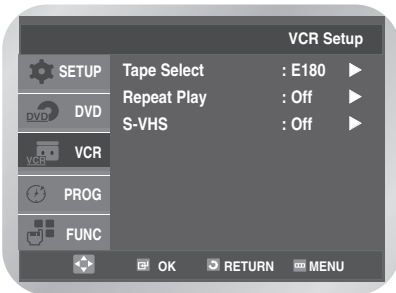 VCR Setup
SETUP
DVD DVD
VCR VCR
PROG
FUNC
Tape Select : E180
Repeat Play : Off
S-VHS : Off
OK RETURN MENU